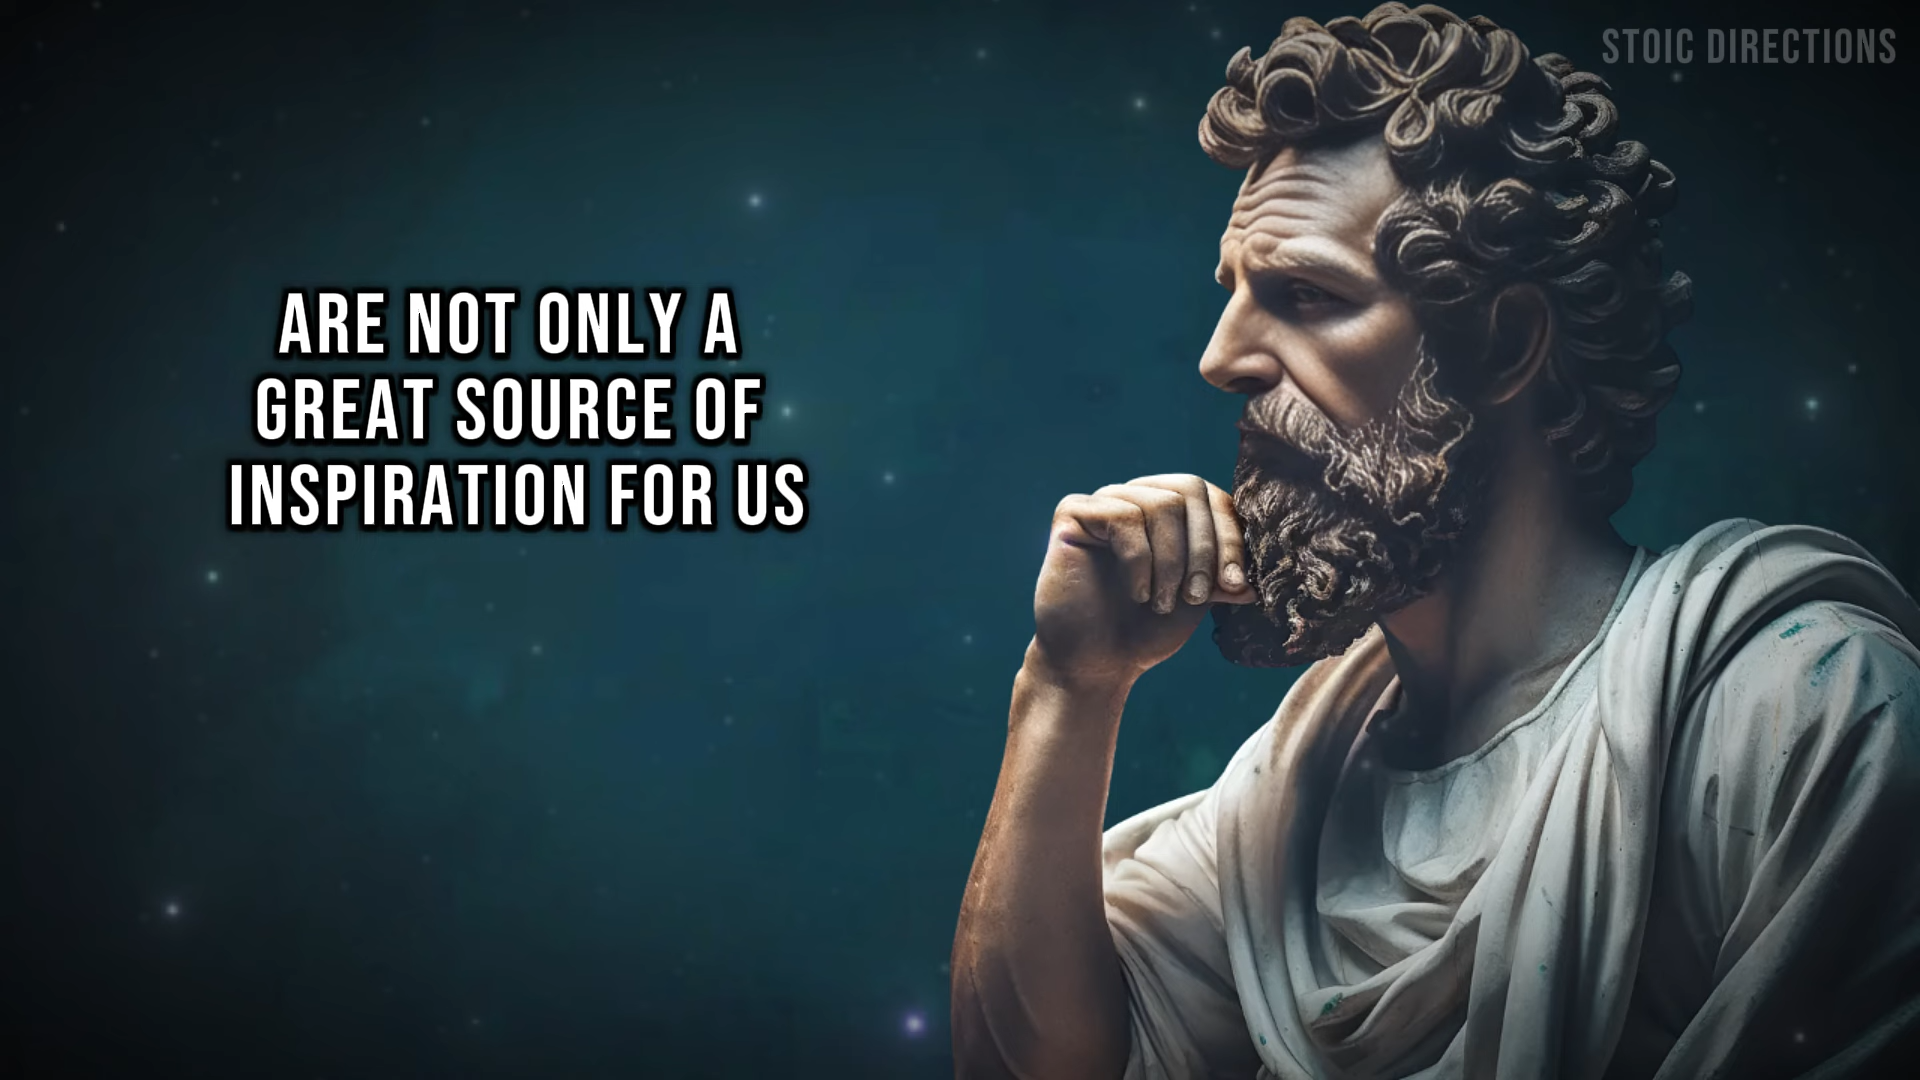 STOIC DIRECTIONS
ARE NOT ONLY A
GREAT SOURCE OF
INSPIRATION FOR US